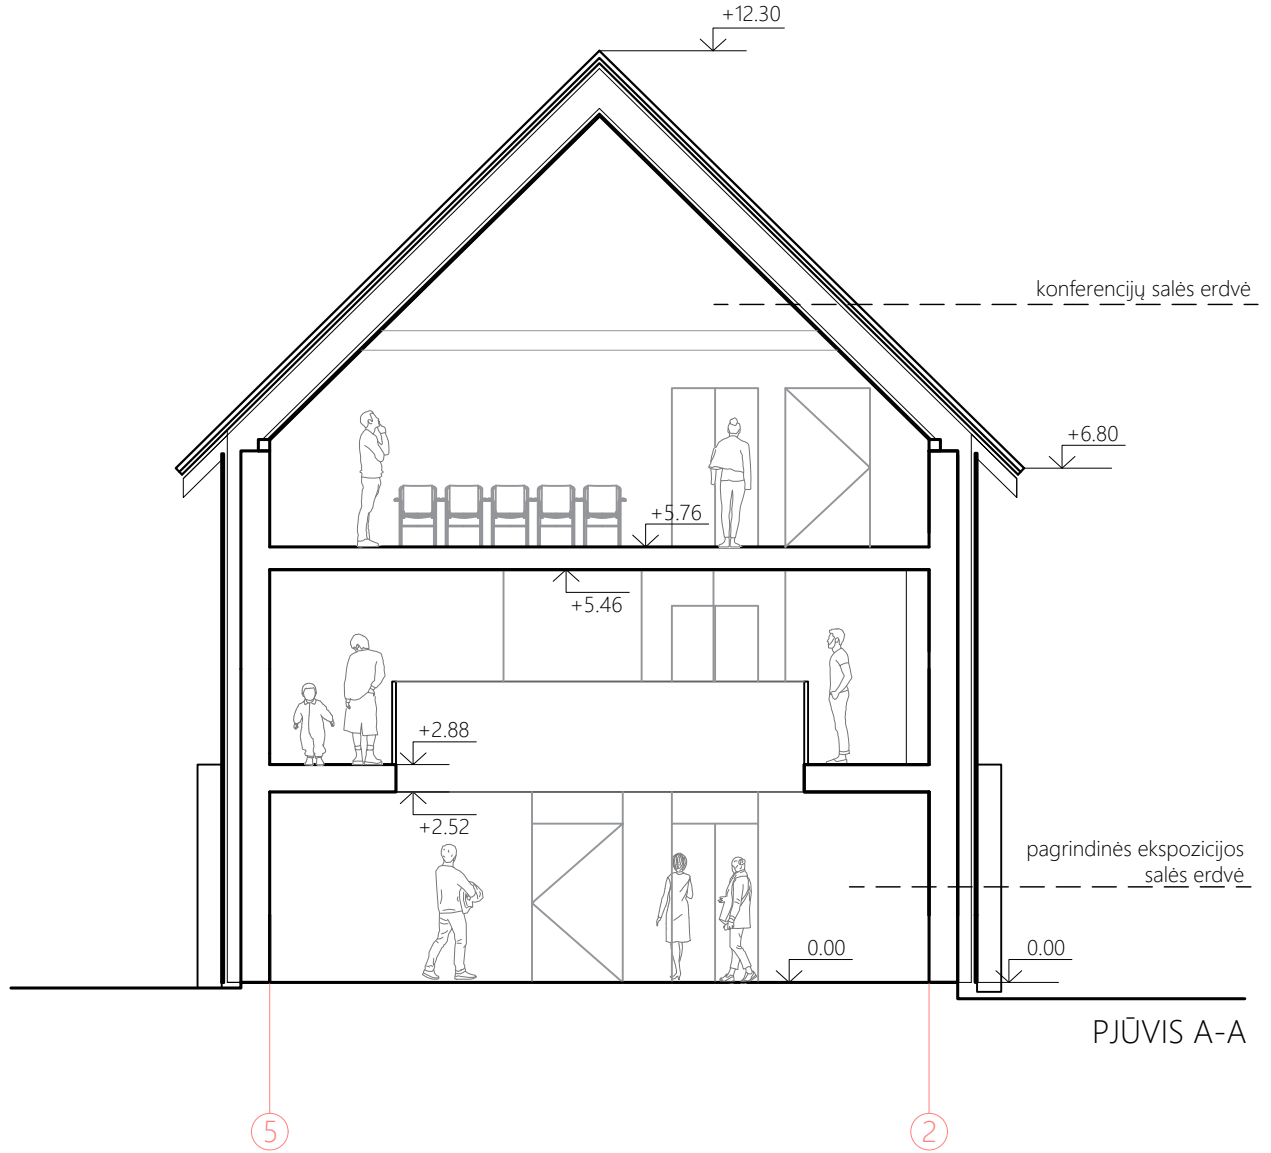 +12.30
konferencijų salės erdvė
+6.80
+5.76
+5.46
+2.88
+2.52
pagrindinės ekspozicijos
salės erdvė
0.00
0.00
PJŪVIS A-A
5
2